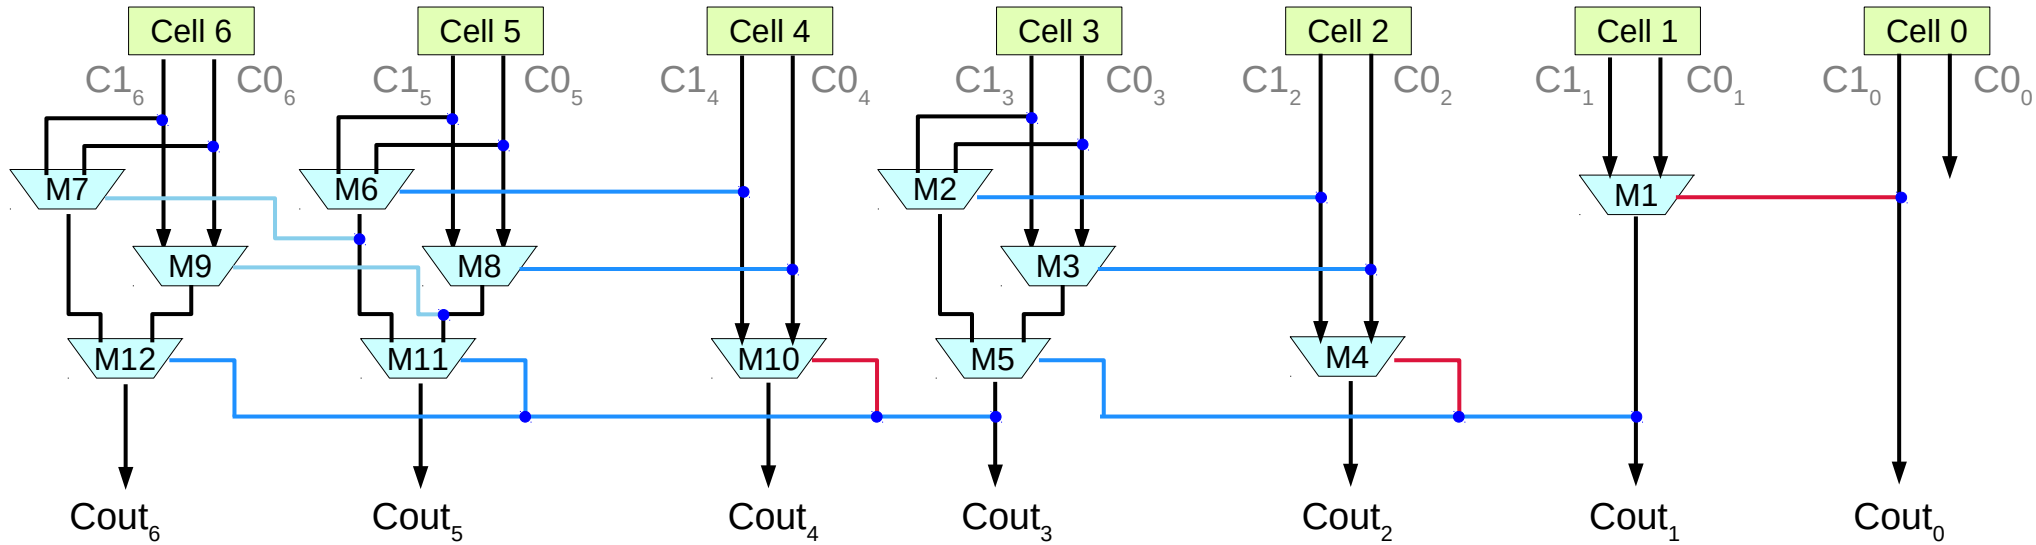 Cell 6 Cell 5 Cell 4 Cell 3 Cell 2 Cell 1 Cell 0
C1₆ C0₆ C1₅ C0₅ C1₄ C0₄ C1₃ C0₃ C1₂ C0₂ C1₁ C0₁ C1₀ C0₀
M7 M6 M2 M1
M9 M8 M3
M12 M11 M10 M5 M4
Cout₆ Cout₅ Cout₄ Cout₃ Cout₂ Cout₁ Cout₀